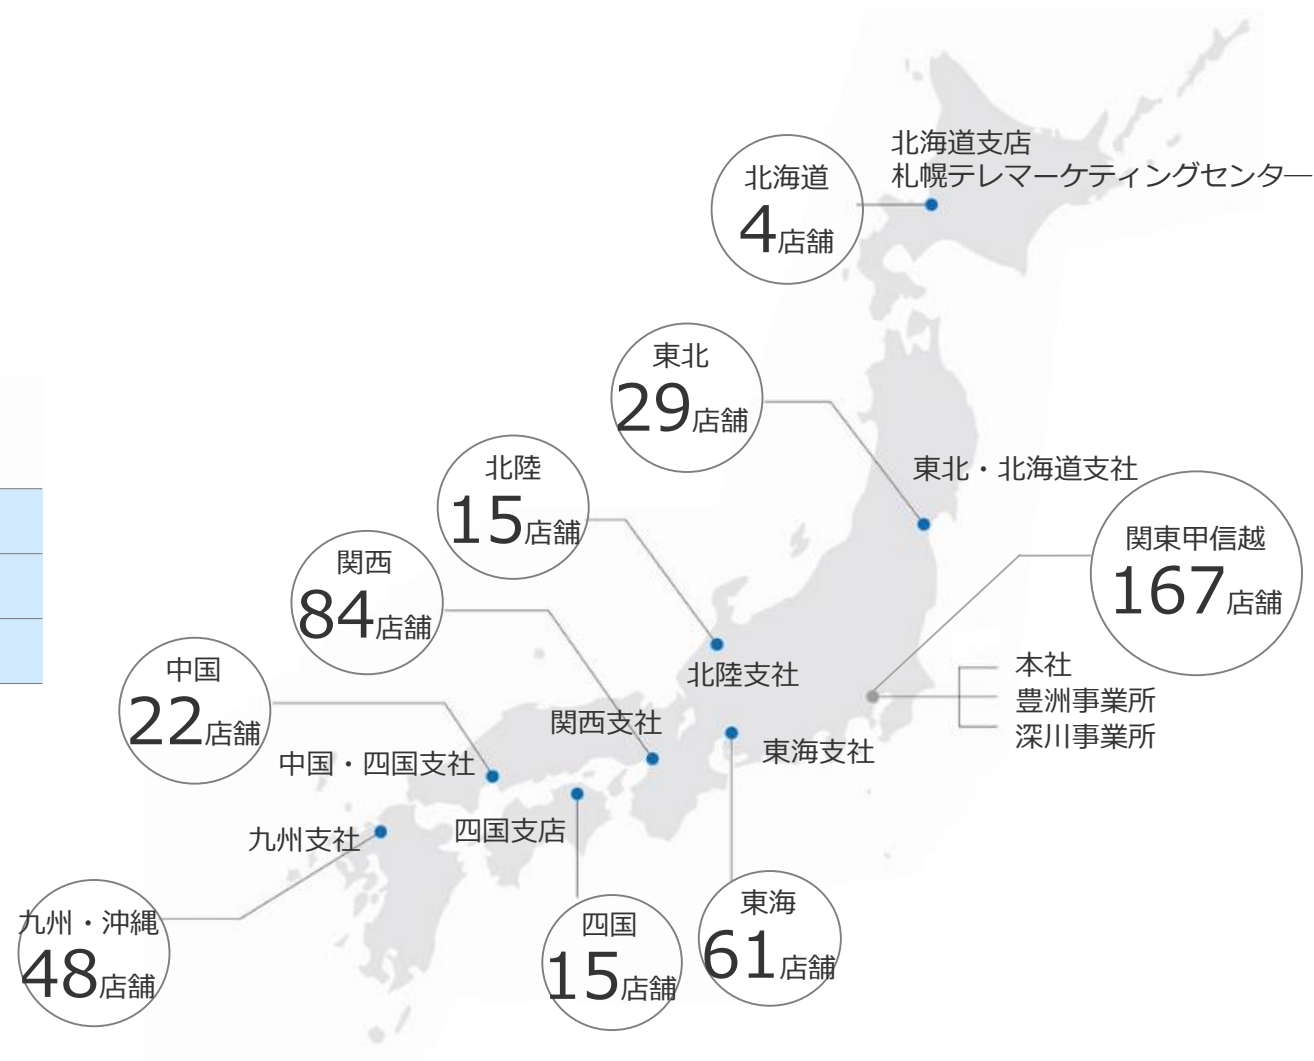 北海道支店
札幌テレマーケティングセンター
北海道
4店舗
東北
29店舗
東北・北海道支社
北陸
15店舗
関東甲信越
167店舗
関西
84店舗
中国
22店舗
北陸支社
本社
豊洲事業所
深川事業所
関西支社
東海支社
中国・四国支社
四国支店
九州支社
九州・沖縄
48店舗
四国
15店舗
東海
61店舗